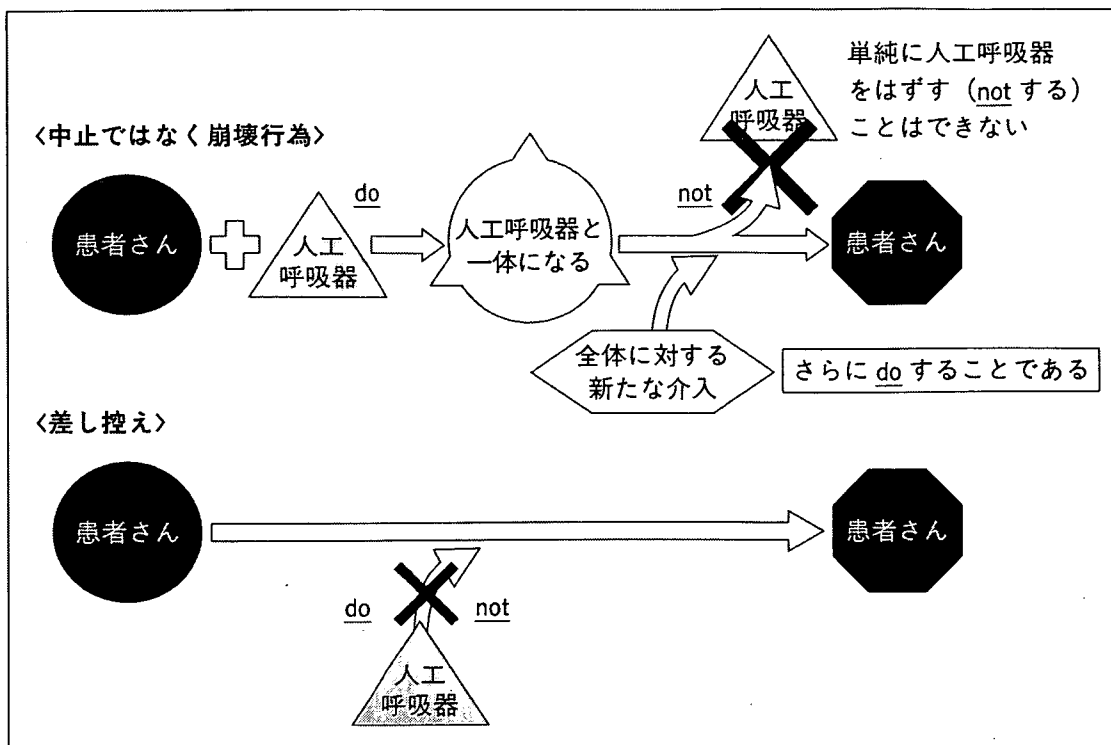 単純に人工呼吸器
をはずす（not する）
ことはできない
人工
呼吸器
〈中止ではなく崩壊行為〉
患者さん
人工
呼吸器
do
人工呼吸器と
一体になる
not
患者さん
全体に対する
新たな介入
さらに do することである
〈差し控え〉
患者さん
患者さん
do
not
人工
呼吸器